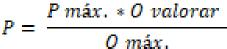 P = P máx. * O valorar / O máx.